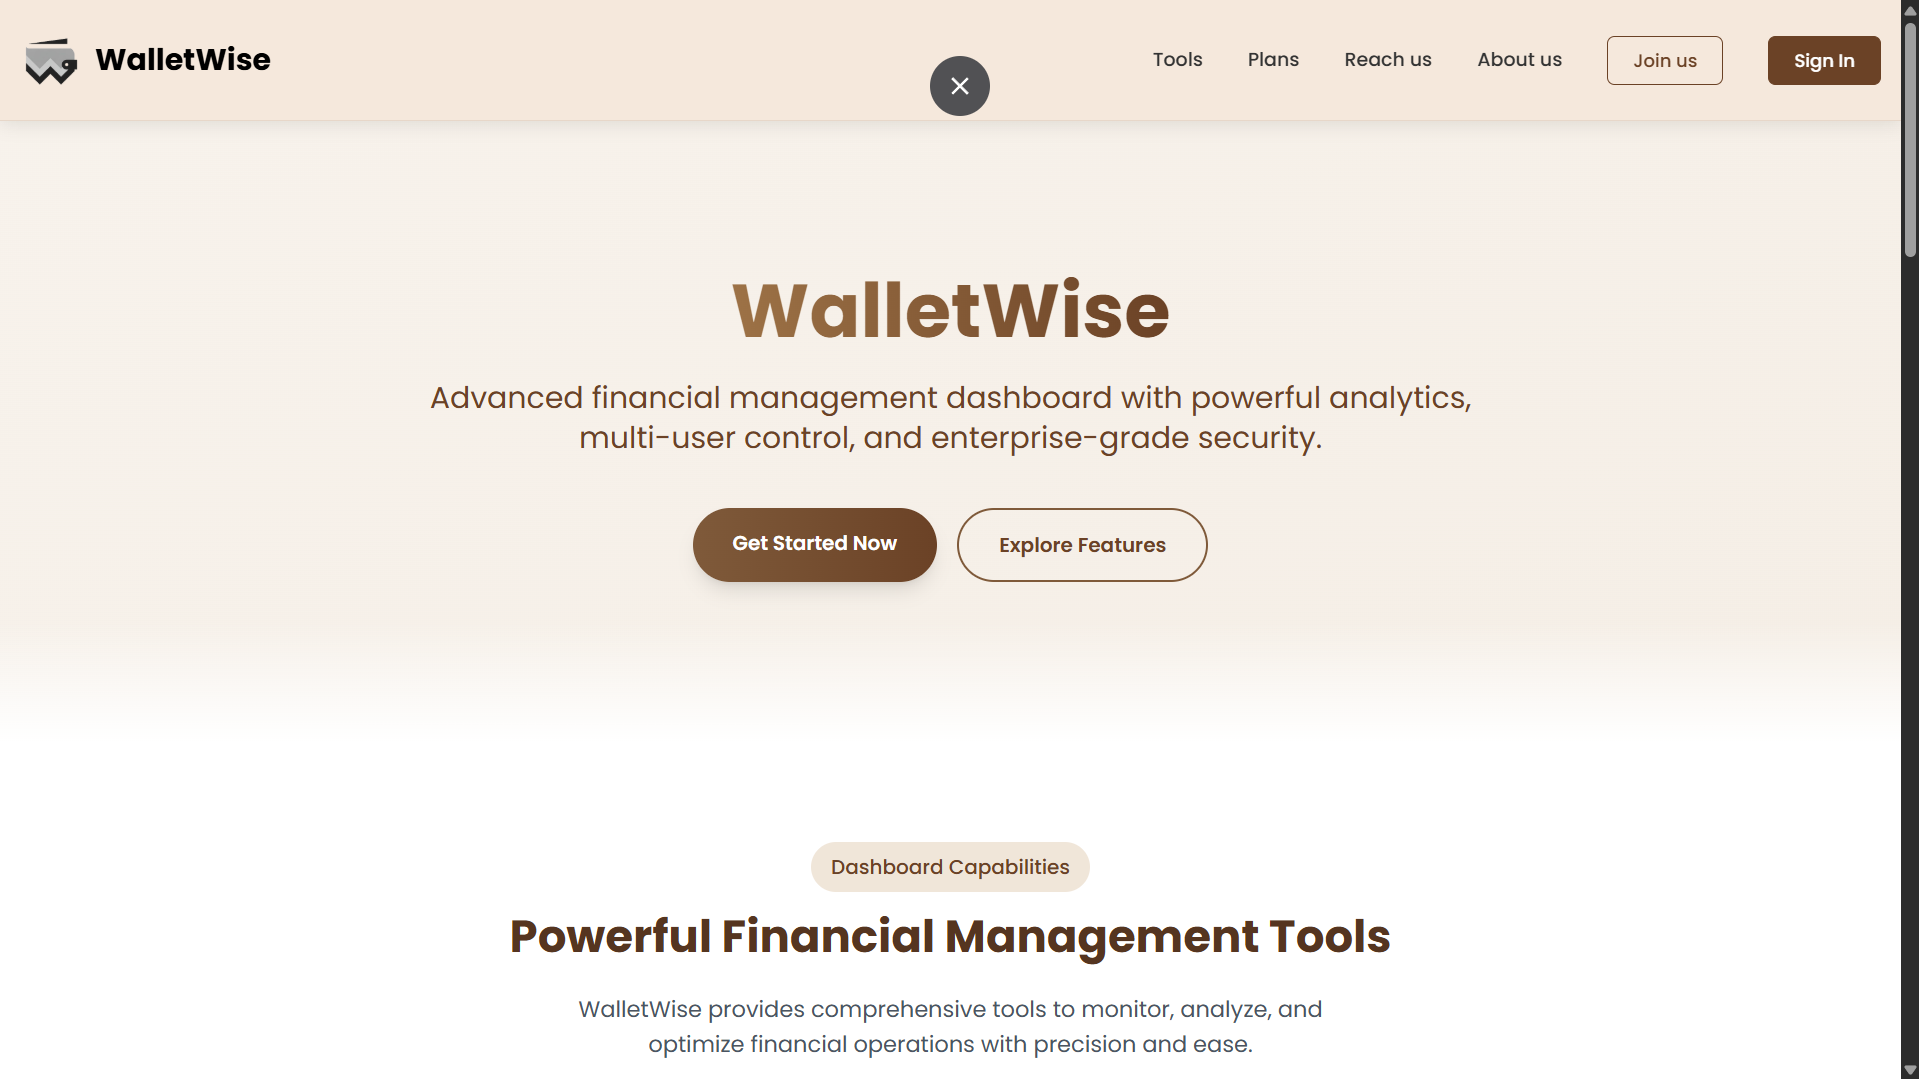 WalletWise
Tools
Plans
Reach us
About us
Join us
Sign In
WalletWise
Advanced financial management dashboard with powerful analytics,
multi-user control, and enterprise-grade security.
Get Started Now
Explore Features
Dashboard Capabilities
Powerful Financial Management Tools
WalletWise provides comprehensive tools to monitor, analyze, and
optimize financial operations with precision and ease.